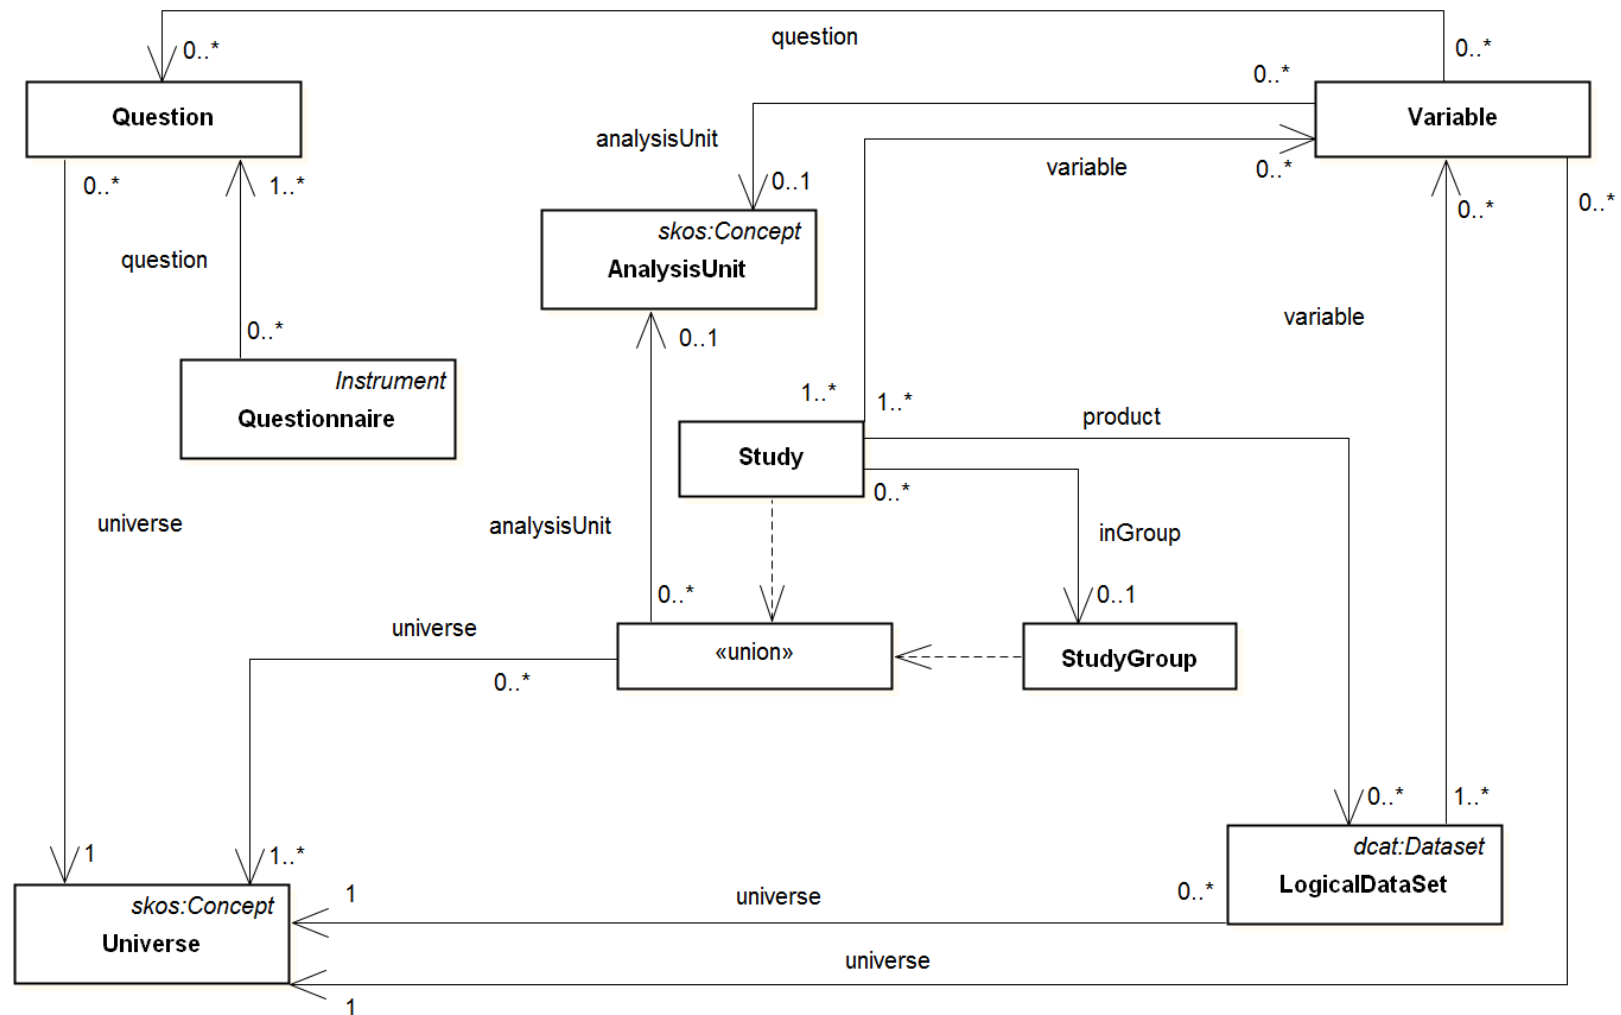 question
0..*
0..*
Question
0..*
Variable
analysisUnit
variable
0..*
0..*
1..*
0..1
0..*
0..*
skos:Concept
AnalysisUnit
question
variable
0..*
0..1
Instrument
Questionnaire
1..*
1..*
product
Study
0..*
universe
analysisUnit
inGroup
0..*
0..1
universe
«union»
StudyGroup
0..*
0..*
1..*
1
1..*
dcat:Dataset
LogicalDataSet
1
universe
0..*
skos:Concept
Universe
universe
1